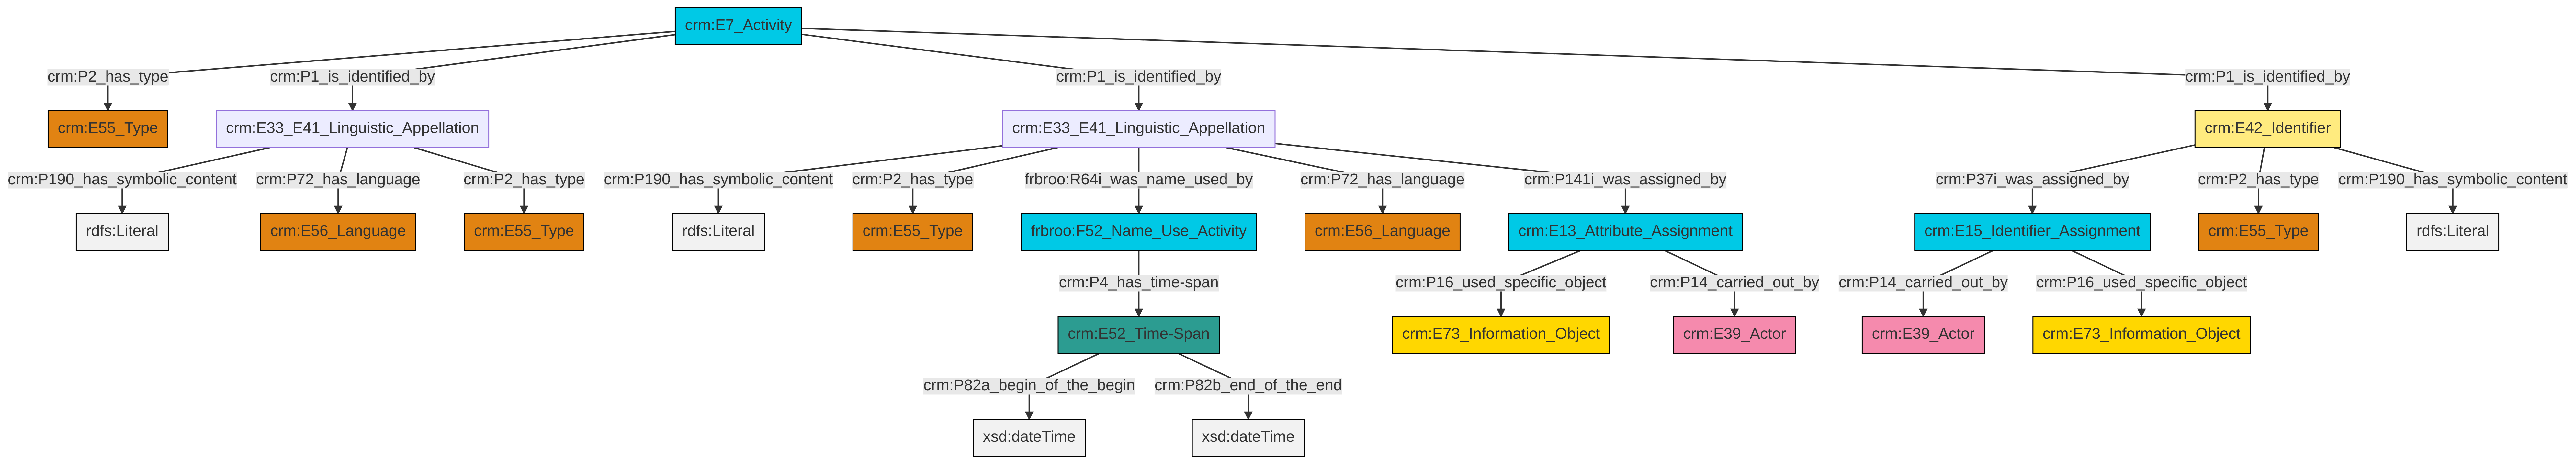 crm:E7_Activity
crm:P2_has_type
crm:P1_is_identified_by
crm:P1_is_identified_by
crm:P1_is_identified_by
crm:E55_Type
crm:E33_E41_Linguistic_Appellation
crm:E33_E41_Linguistic_Appellation
crm:E42_Identifier
crm:P190_has_symbolic_content
crm:P72_has_language
crm:P2_has_type
crm:P190_has_symbolic_content
crm:P2_has_type
frbroo:R64i_was_name_used_by
crm:P72_has_language
crm:P141i_was_assigned_by
crm:P37i_was_assigned_by
crm:P2_has_type
crm:P190_has_symbolic_content
rdfs:Literal
crm:E56_Language
crm:E55_Type
rdfs:Literal
crm:E55_Type
frbroo:F52_Name_Use_Activity
crm:E56_Language
crm:E13_Attribute_Assignment
crm:E15_Identifier_Assignment
crm:E55_Type
rdfs:Literal
crm:P4_has_time-span
crm:P16_used_specific_object
crm:P14_carried_out_by
crm:P14_carried_out_by
crm:P16_used_specific_object
crm:E52_Time-Span
crm:E73_Information_Object
crm:E39_Actor
crm:E39_Actor
crm:E73_Information_Object
crm:P82a_begin_of_the_begin
crm:P82b_end_of_the_end
xsd:dateTime
xsd:dateTime